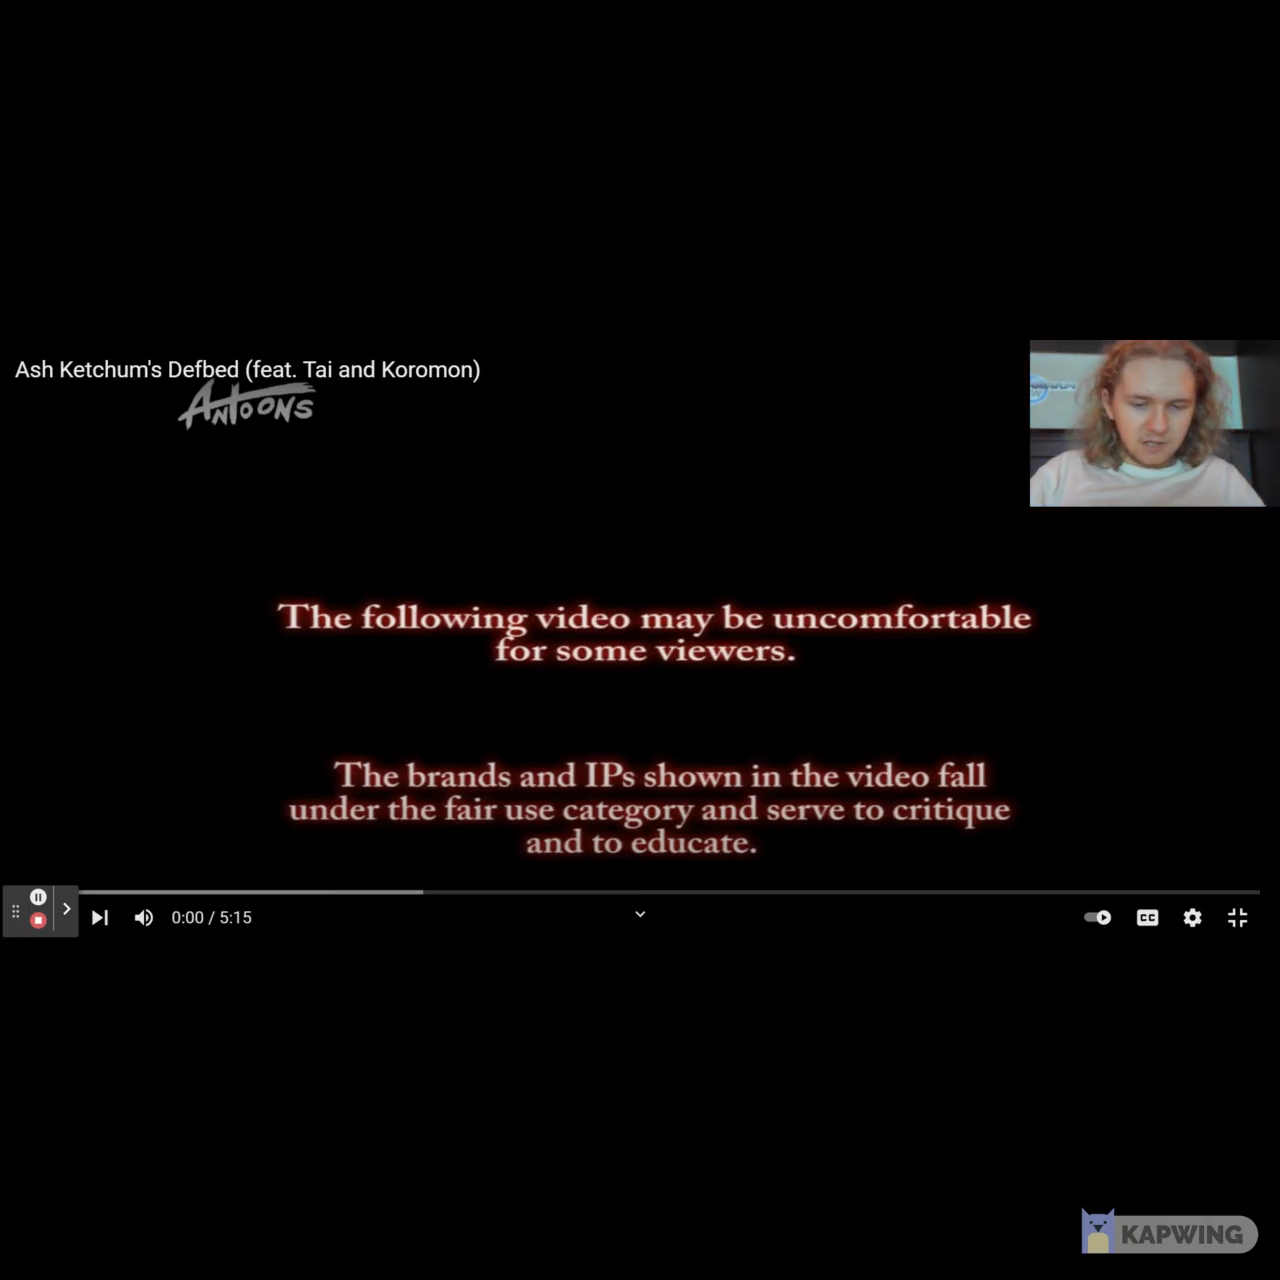 Ash Ketchum's Defbed (feat. Tai and Koromon)
ANTOONS
The following video may be uncomfortable
for some viewers.
The brands and IPs shown in the video fall
under the fair use category and serve to critique
and to educate.
0:00 / 5:15
CC
KAPWING